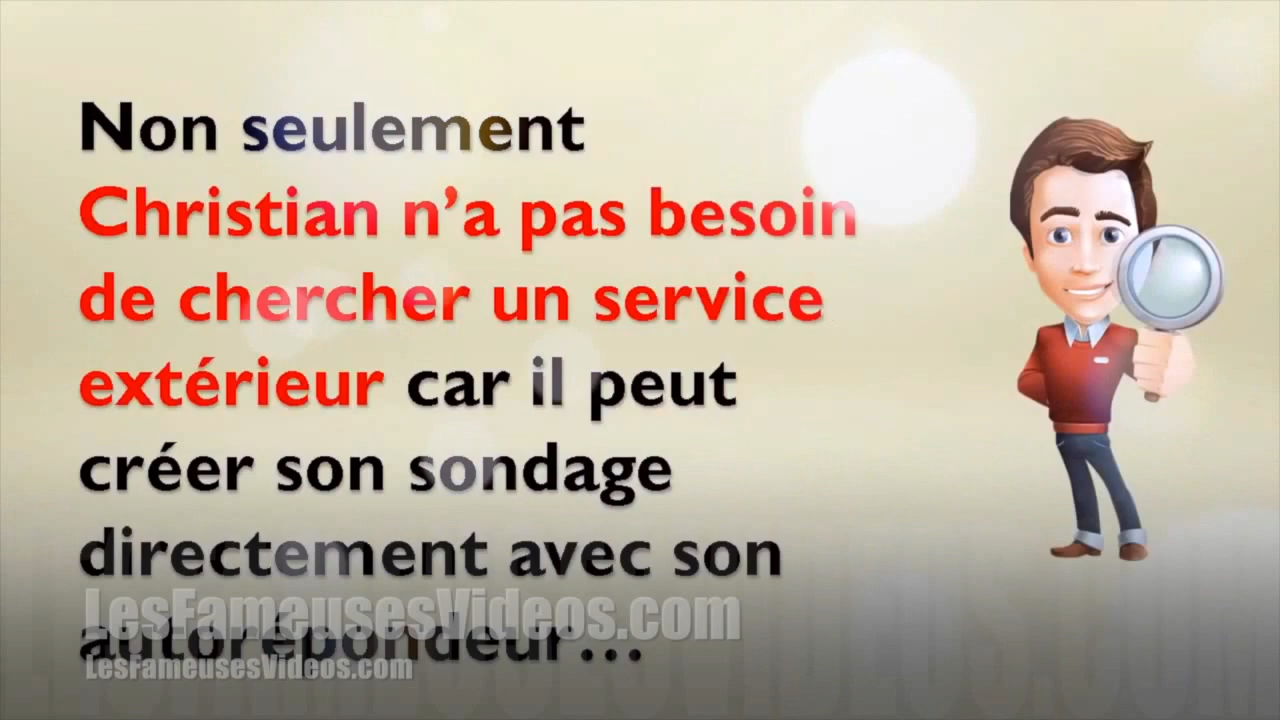 Non seulement
Christian n’a pas besoin
de chercher un service
extérieur car il peut
créer son sondage
directement avec son
LesFameusesVideos.com
autorépondeur...
LesFameusesVideos.com